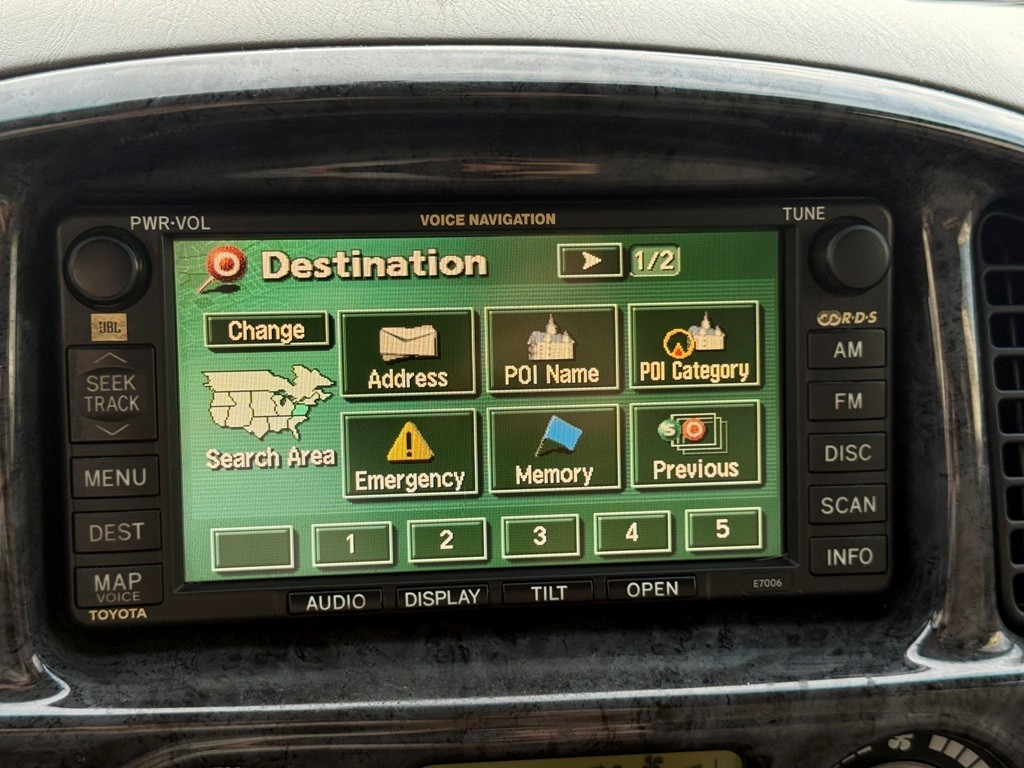 PWR·VOL
VOICE NAVIGATION
TUNE
Destination
1/2
JBL
R·D·S
Change
Address
POI Name
POI Category
AM
SEEK
TRACK
FM
Search Area
Emergency
Memory
Previous
DISC
MENU
SCAN
DEST
1
2
3
4
5
INFO
MAP
VOICE
AUDIO
DISPLAY
TILT
OPEN
E7006
TOYOTA